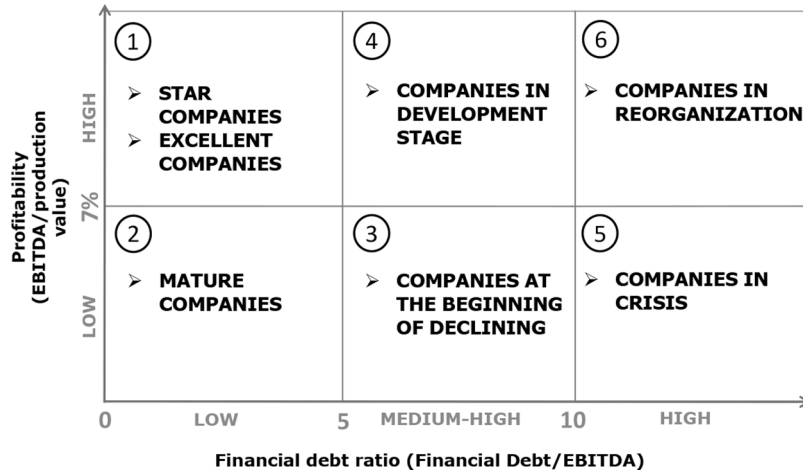 1
➢ STAR
COMPANIES
➢ EXCELLENT
COMPANIES
4
➢ COMPANIES IN
DEVELOPMENT
STAGE
6
➢ COMPANIES IN
REORGANIZATION
2
➢ MATURE
COMPANIES
3
➢ COMPANIES AT
THE BEGINNING
OF DECLINING
5
➢ COMPANIES IN
CRISIS
Profitability
(EBITDA/production
value)
HIGH
7%
LOW
0
LOW
5
MEDIUM-HIGH
10
HIGH
Financial debt ratio (Financial Debt/EBITDA)